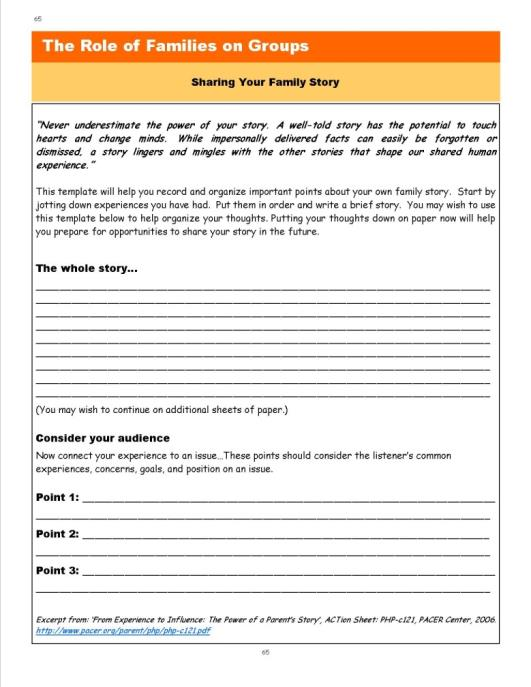 65
The Role of Families on Groups
Sharing Your Family Story
"Never underestimate the power of your story. A well-told story has the potential to touch
hearts and change minds. While impersonally delivered facts can easily be forgotten or
dismissed, a story lingers and mingles with the other stories that shape our shared human
experience."
This template will help you record and organize important points about your own family story. Start by
jotting down experiences you have had. Put them in order and write a brief story. You may wish to use
this template below to help organize your thoughts. Putting your thoughts down on paper now will help
you prepare for opportunities to share your story in the future.
The whole story...
(You may wish to continue on additional sheets of paper.)
Consider your audience
Now connect your experience to an issue...These points should consider the listener's common
experiences, concerns, goals, and position on an issue.
Point 1:
Point 2:
Point 3:
Excerpt from: 'From Experience to Influence: The Power of a Parent's Story', ACTion Sheet: PHP-c121, PACER Center, 2006.
http://www.pacer.org/parent/php/php-c121.pdf
65